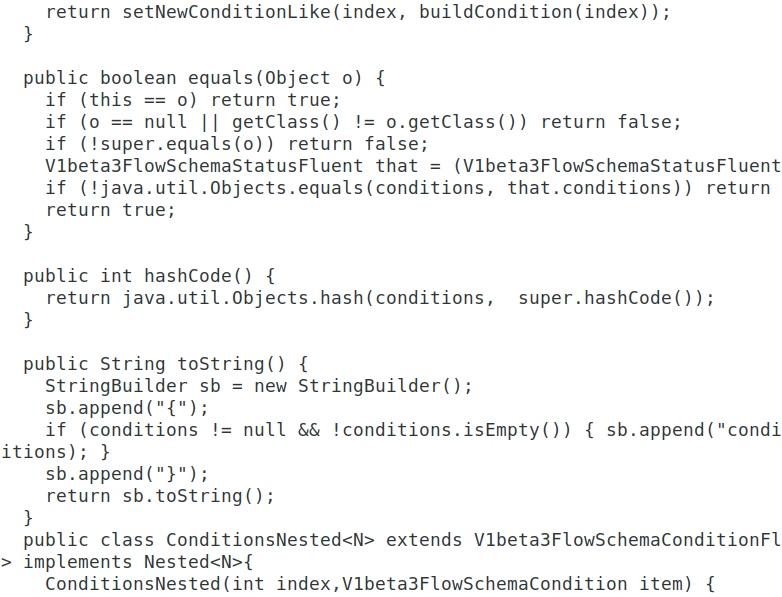 return setNewConditionLike(index, buildCondition(index));
  }

  public boolean equals(Object o) {
    if (this == o) return true;
    if (o == null || getClass() != o.getClass()) return false;
    if (!super.equals(o)) return false;
    V1beta3FlowSchemaStatusFluent that = (V1beta3FlowSchemaStatusFluent
    if (!java.util.Objects.equals(conditions, that.conditions)) return
    return true;
  }

  public int hashCode() {
    return java.util.Objects.hash(conditions,  super.hashCode());
  }

  public String toString() {
    StringBuilder sb = new StringBuilder();
    sb.append("{");
    if (conditions != null && !conditions.isEmpty()) { sb.append("condi
itions); }
    sb.append("}");
    return sb.toString();
  }
  public class ConditionsNested<N> extends V1beta3FlowSchemaConditionFl
> implements Nested<N>{
    ConditionsNested(int index,V1beta3FlowSchemaCondition item) {